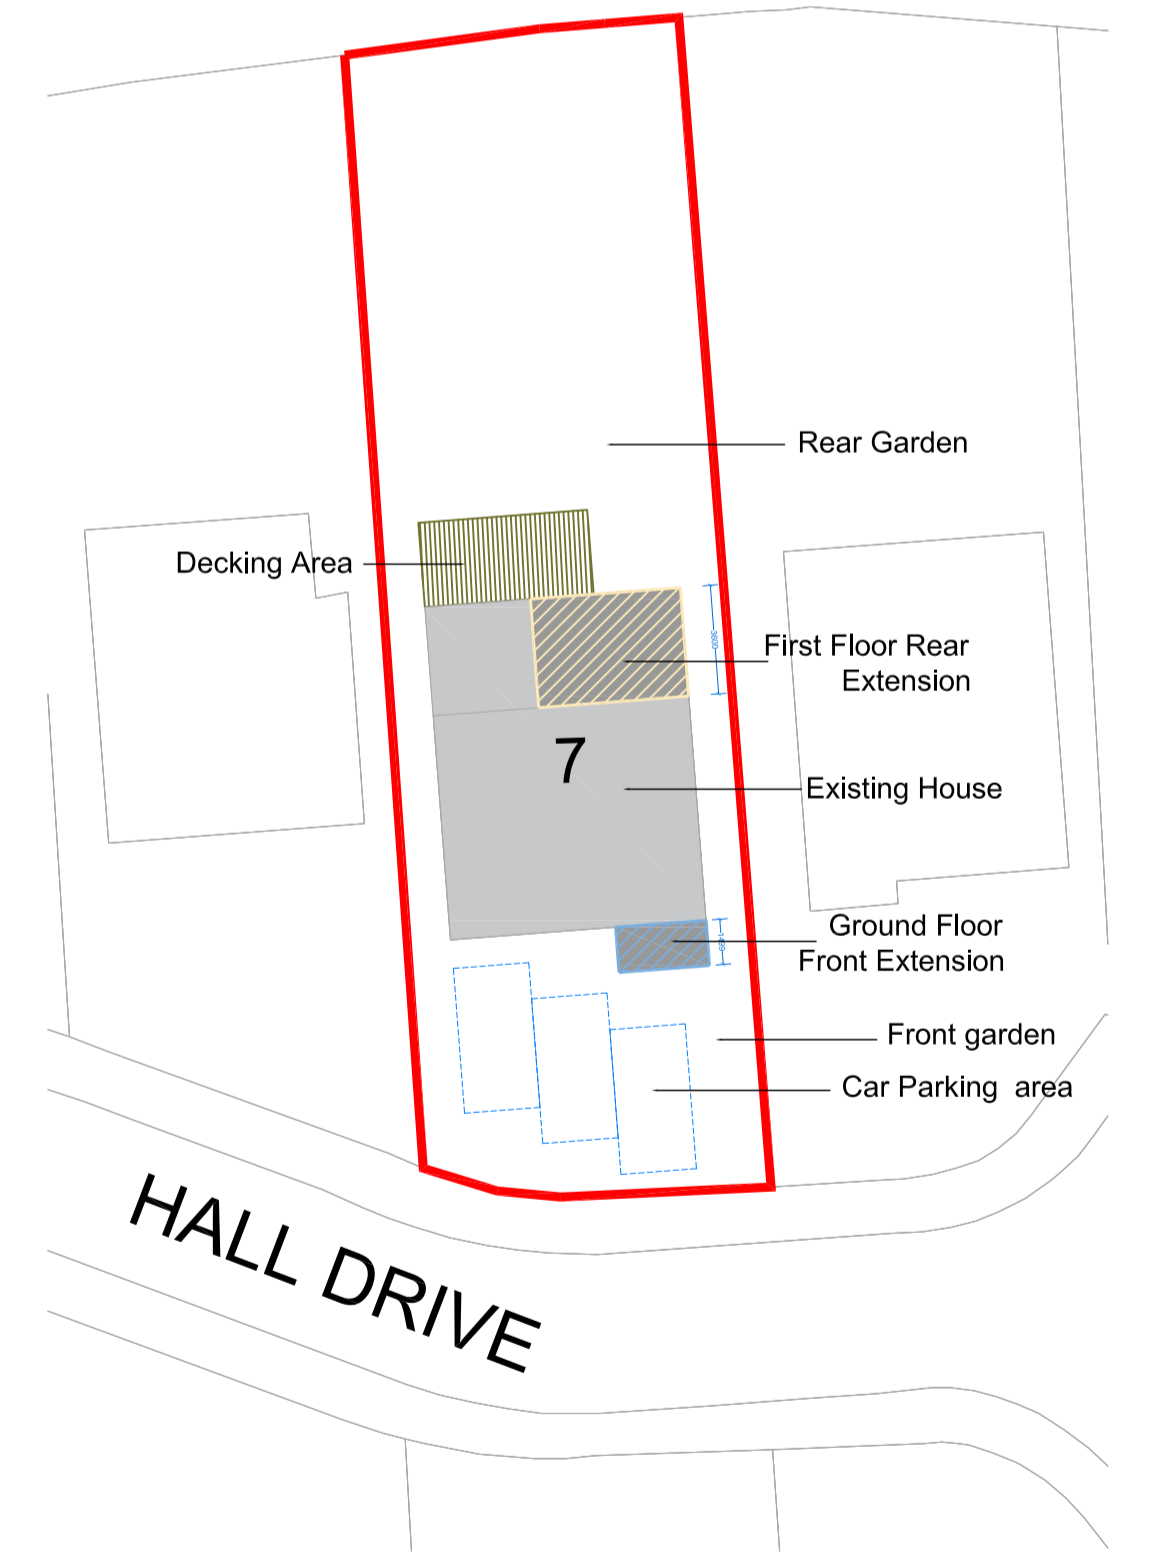 Rear Garden
Decking Area
3600
First Floor Rear
Extension
7
Existing House
Ground Floor
Front Extension
Front garden
Car Parking area
HALL DRIVE